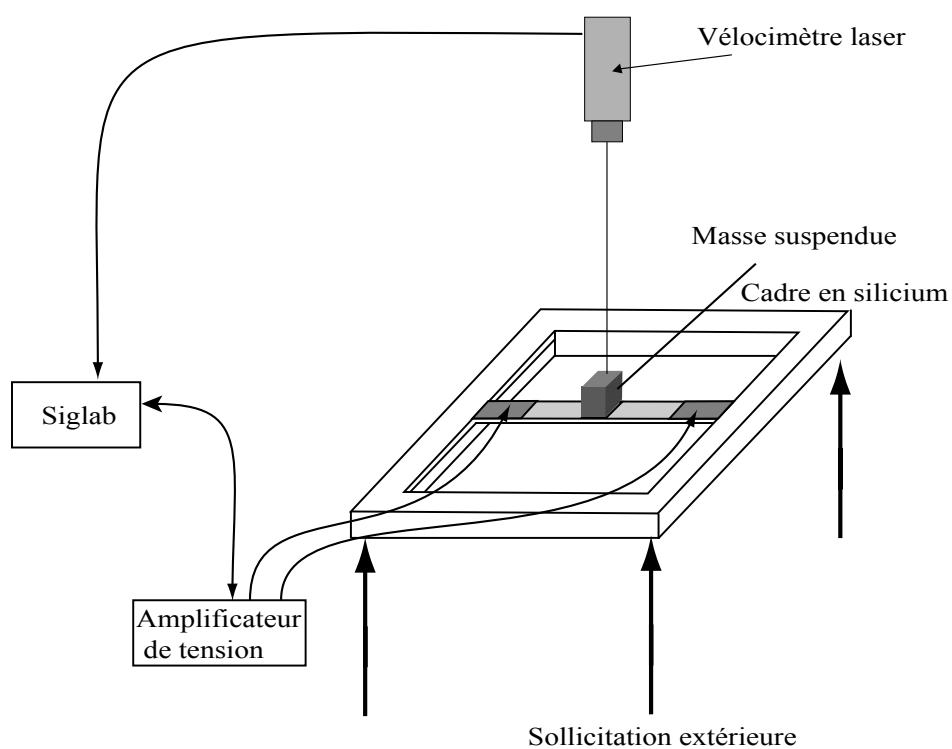 Vélocimètre laser
Masse suspendue
Cadre en silicium
Siglab
Amplificateur
de tension
Sollicitation extérieure